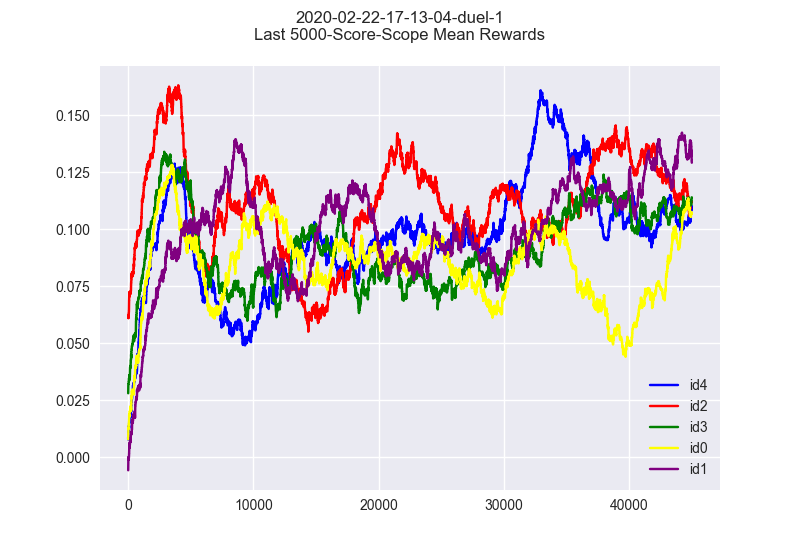 2020-02-22-17-13-04-duel-1
Last 5000-Score-Scope Mean Rewards
0.150
0.125
0.100
0.075
0.050
0.025
0.000
0 10000 20000 30000 40000
id4
id2
id3
id0
id1